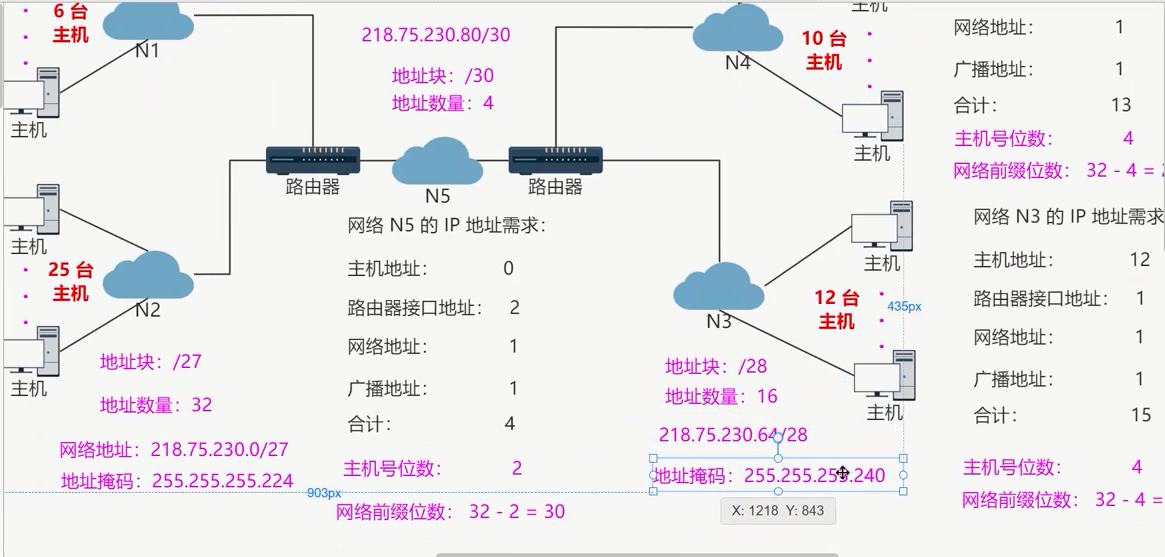 6 台
主机
N1
主机
218.75.230.80/30
地址块：/30
地址数量：4
N4
10 台
主机
主机
网络地址： 1
广播地址： 1
合计： 13
主机号位数： 4
网络前缀位数： 32 - 4 =
路由器
N5
路由器
主机
25 台
主机
N2
主机
地址块：/27
地址数量：32
网络地址：218.75.230.0/27
地址掩码：255.255.255.224
903px
网络 N5 的 IP 地址需求：
主机地址： 0
路由器接口地址： 2
网络地址： 1
广播地址： 1
合计： 4
主机号位数： 2
网络前缀位数： 32 - 2 = 30
主机
N3
12 台
主机
435px
主机
地址块：/28
地址数量：16
218.75.230.64/28
地址掩码：255.255.255.240
X: 1218 Y: 843
网络 N3 的 IP 地址需求
主机地址： 12
路由器接口地址： 1
网络地址： 1
广播地址： 1
合计： 15
主机号位数： 4
网络前缀位数： 32 - 4 =